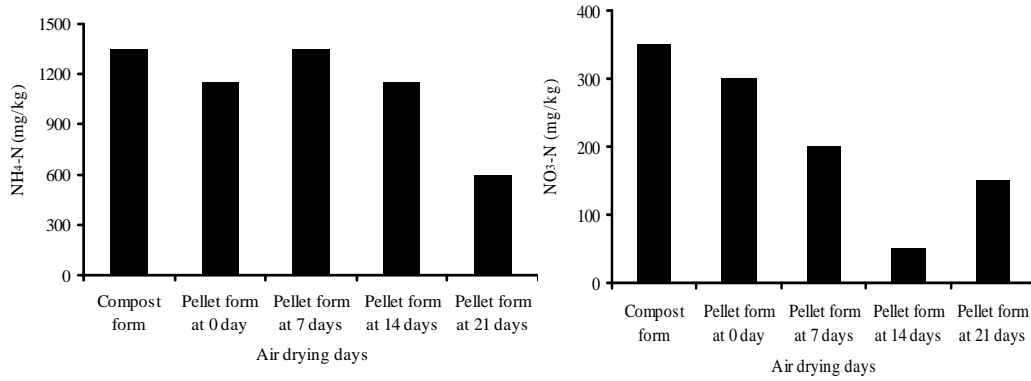 1500
1200
900
600
300
0
NH4-N (mg/kg)
Compost form
Pellet form at 0 day
Pellet form at 7 days
Pellet form at 14 days
Pellet form at 21 days
Air drying days
400
300
200
100
0
NO3-N (mg/kg)
Compost form
Pellet form at 0 day
Pellet form at 7 days
Pellet form at 14 days
Pellet form at 21 days
Air drying days